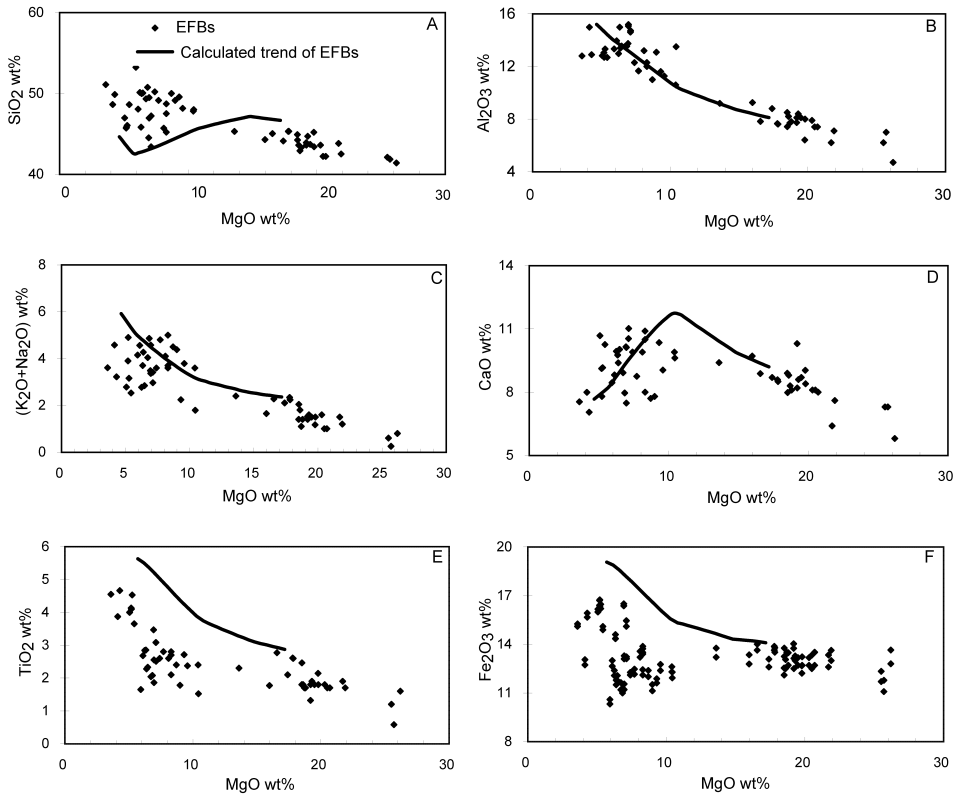 60
A
EFBs
Calculated trend of EFBs
50
SiO2 wt%
40
0 10 20 30
MgO wt%
16
B
12
Al2O3 wt%
8
4
0 10 20 30
MgO wt%
8
C
6
(K2O+Na2O) wt%
4
2
0
0 5 10 15 20 25 30
MgO wt%
14
D
11
CaO wt%
8
5
0 10 20 30
MgO wt%
6
E
5
4
TiO2 wt%
3
2
1
0
0 10 20 30
MgO wt%
20
F
17
Fe2O3 wt%
14
11
8
0 10 20 30
MgO wt%